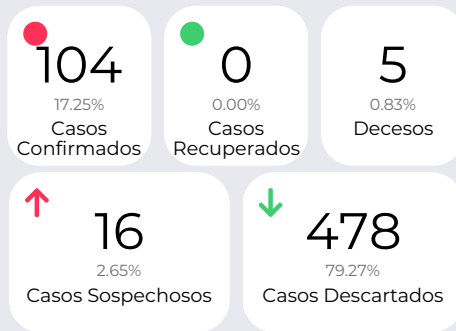 104
17.25%
Casos
Confirmados
0
0.00%
Casos
Recuperados
5
0.83%
Decesos
16
2.65%
Casos Sospechosos
478
79.27%
Casos Descartados